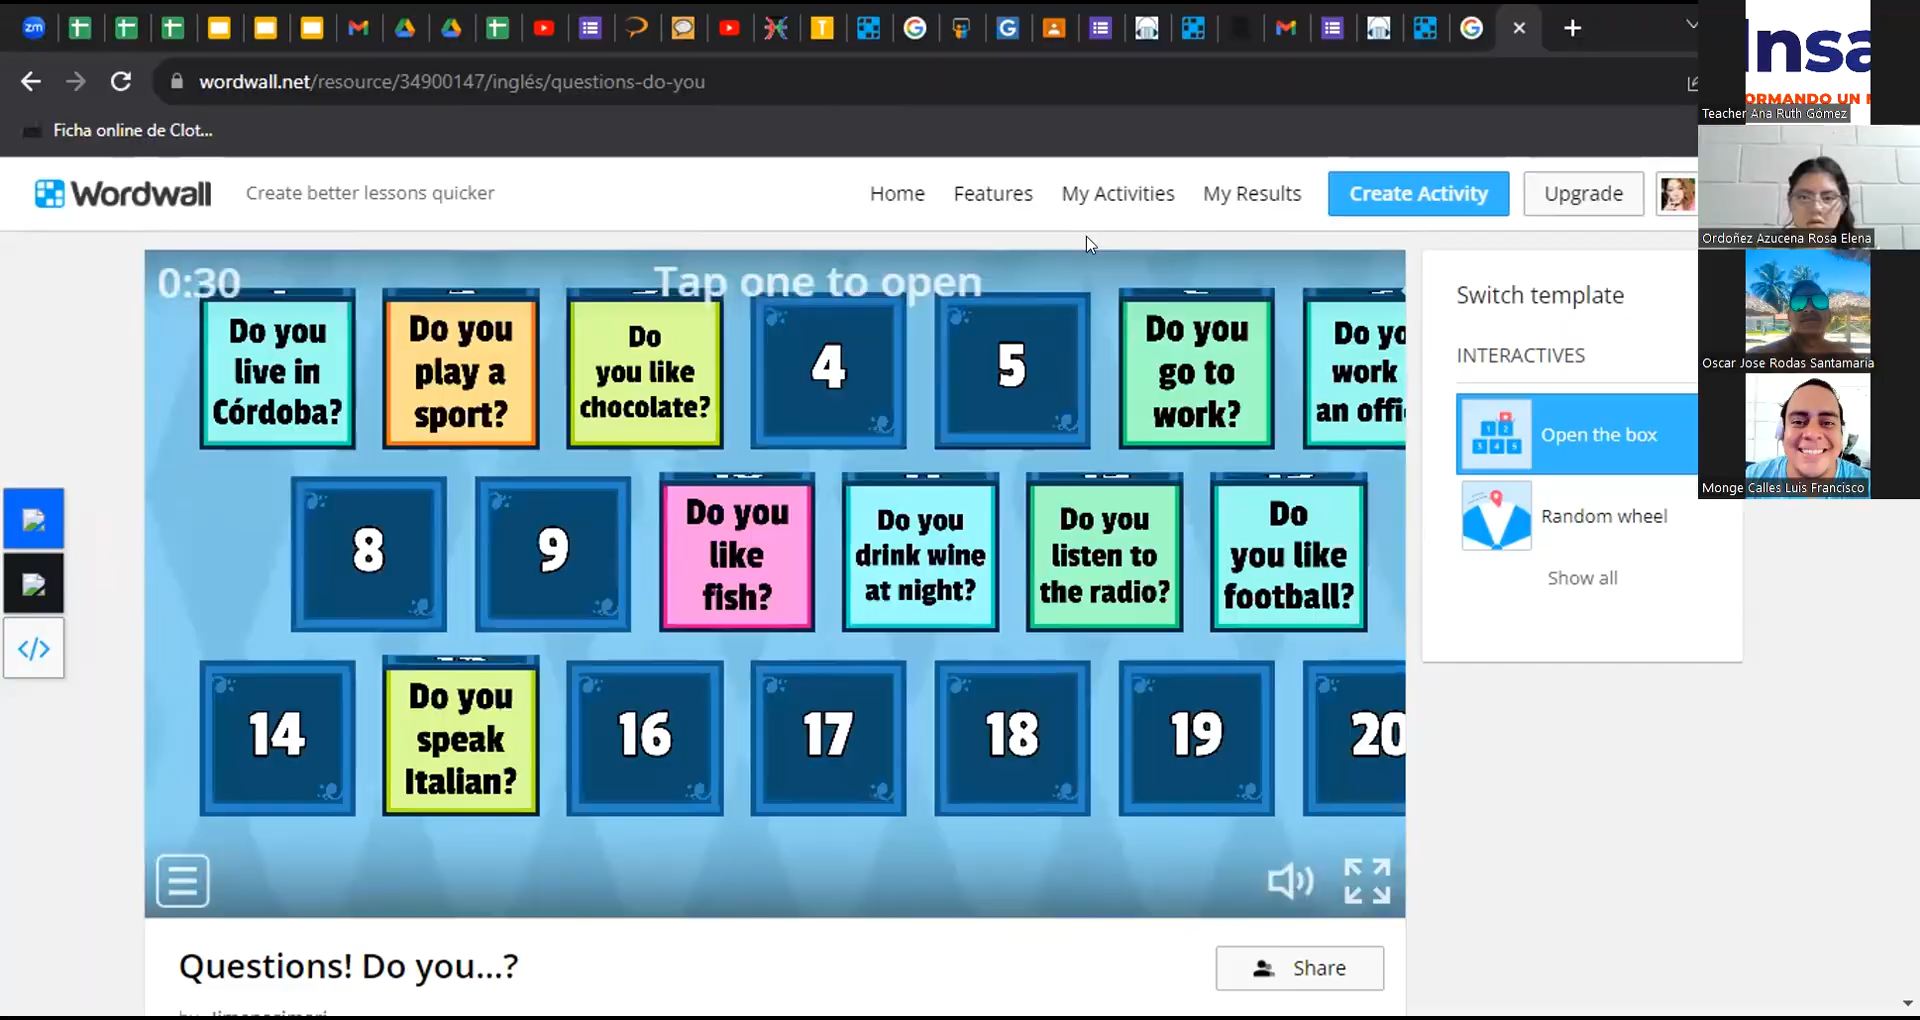 zm
T
G
G
G
wordwall.net/resource/34900147/inglés/questions-do-you
Ficha online de Clot...
Wordwall
Create better lessons quicker
Home
Features
My Activities
My Results
Create Activity
Upgrade
0:30
Tap one to open
Do you
live in
Córdoba?
Do you
play a
sport?
Do
you like
chocolate?
4
5
Do you
go to
work?
Do yo
work
an offi
8
9
Do you
like
fish?
Do you
drink wine
at night?
Do you
listen to
the radio?
Do
you like
football?
14
Do you
speak
Italian?
16
17
18
19
20
Questions! Do you...?
Share
Switch template
INTERACTIVES
Open the box
Random wheel
Show all
Insa
ORMANDO UN
Teacher Ana Ruth Gómez
Ordoñez Azucena Rosa Elena
Oscar Jose Rodas Santamaría
Monge Calles Luis Francisco